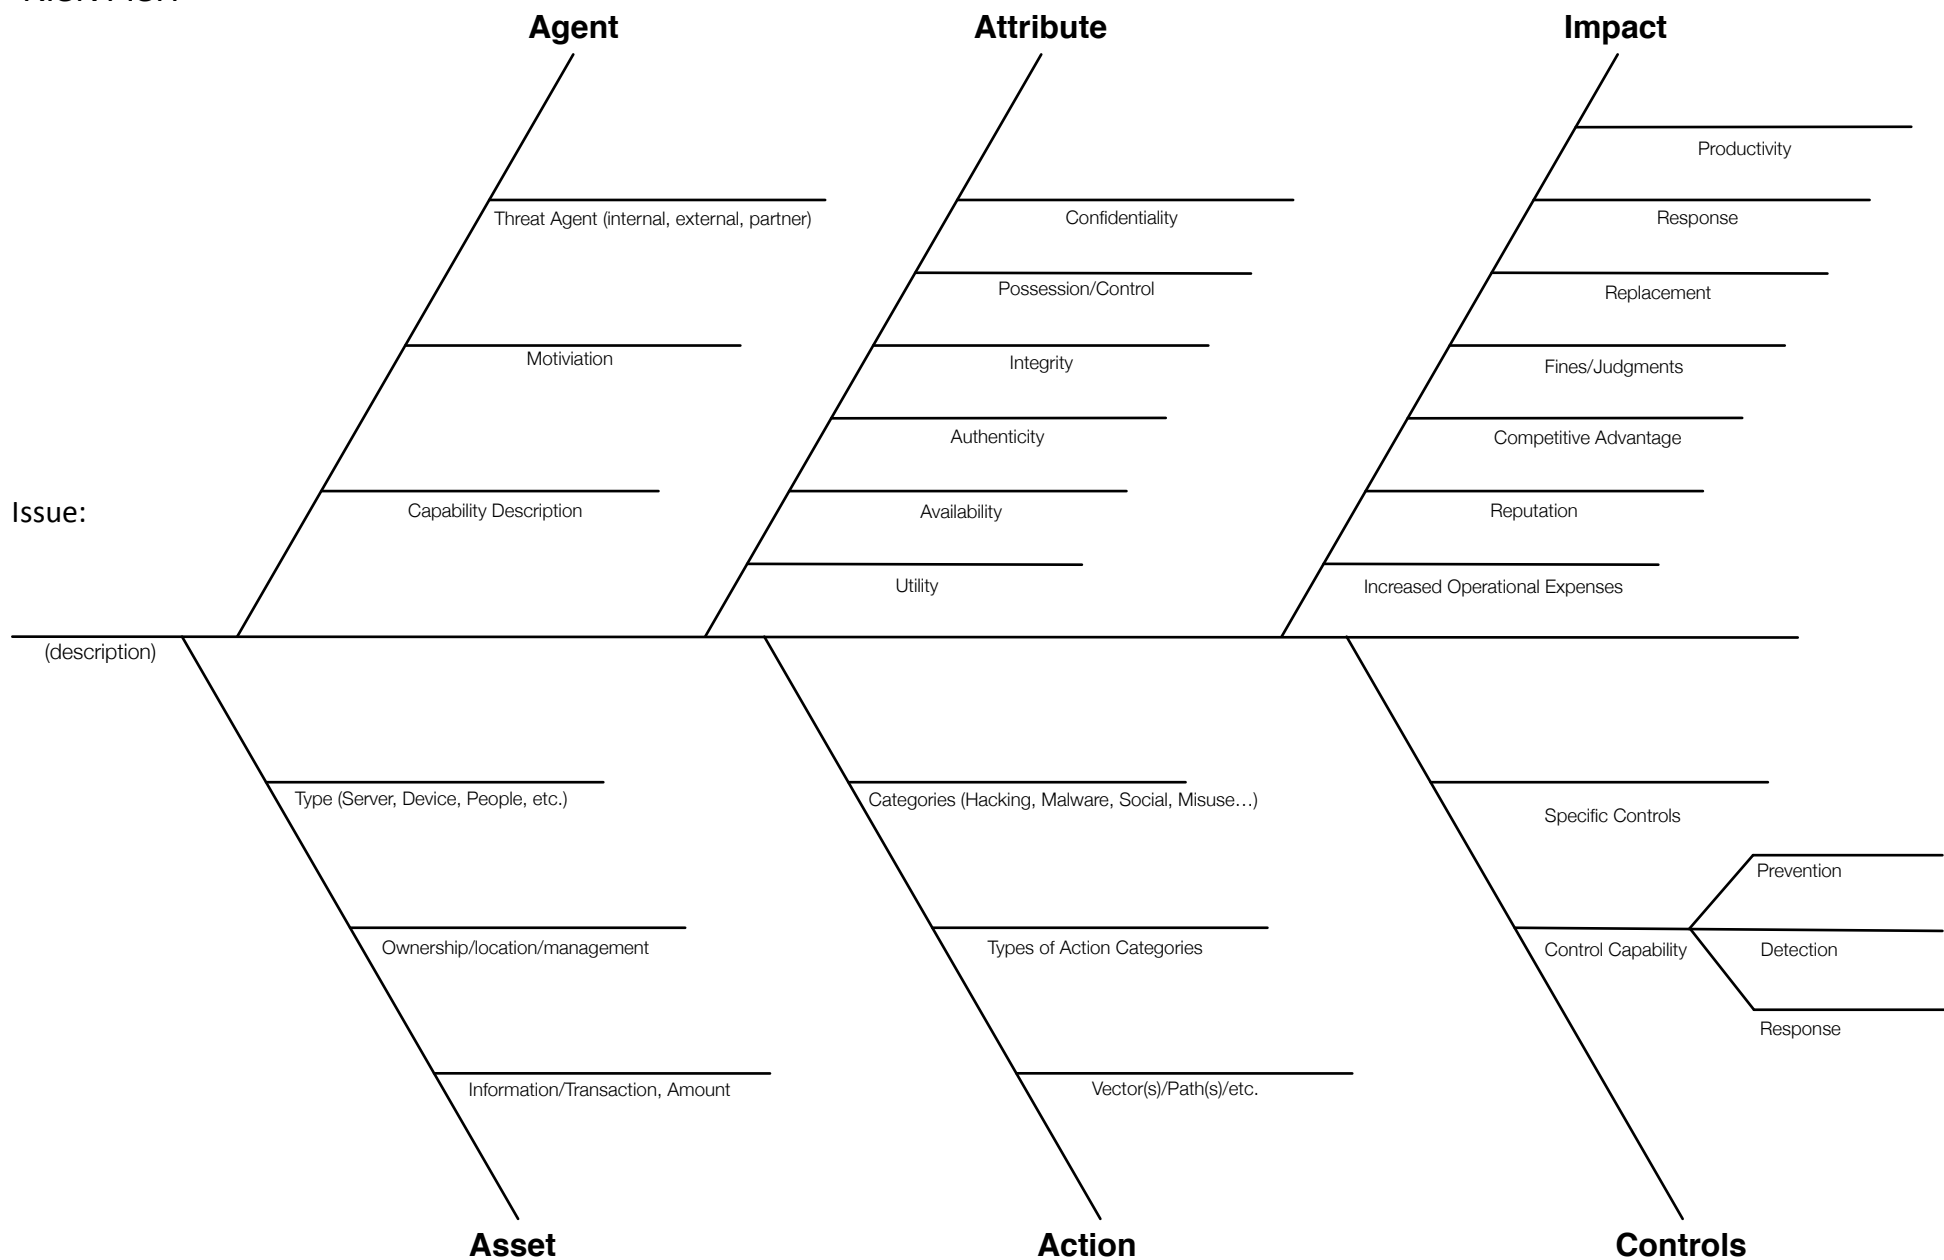 Agent
Attribute
Impact
Productivity
Threat Agent (internal, external, partner)
Confidentiality
Response
Possession/Control
Replacement
Motiviation
Integrity
Fines/Judgments
Authenticity
Competitive Advantage
Issue:
Capability Description
Availability
Reputation
Utility
Increased Operational Expenses
(description)
Type (Server, Device, People, etc.)
Categories (Hacking, Malware, Social, Misuse…)
Specific Controls
Prevention
Ownership/location/management
Types of Action Categories
Control Capability
Detection
Response
Information/Transaction, Amount
Vector(s)/Path(s)/etc.
Asset
Action
Controls